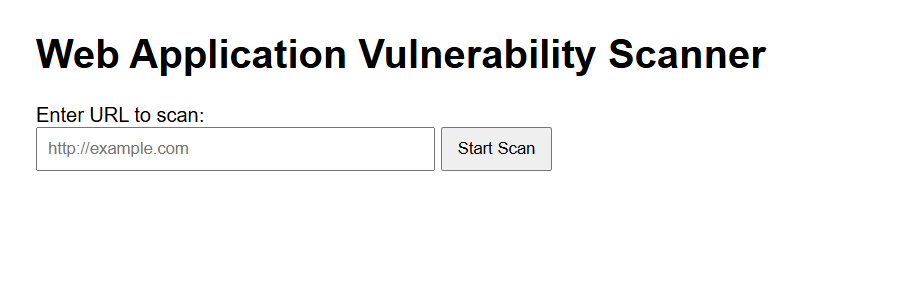 Web Application Vulnerability Scanner
Enter URL to scan:
http://example.com Start Scan